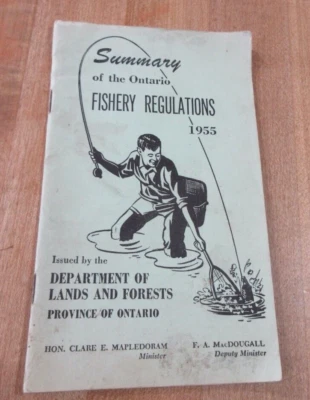 Summary
of the Ontario
FISHERY REGULATIONS
1955
Issued by the
DEPARTMENT OF
LANDS AND FORESTS
PROVINCE OF ONTARIO
HON. CLARE E. MAPLEDORAM
Minister
F. A. MACDOUGALL
Deputy Minister